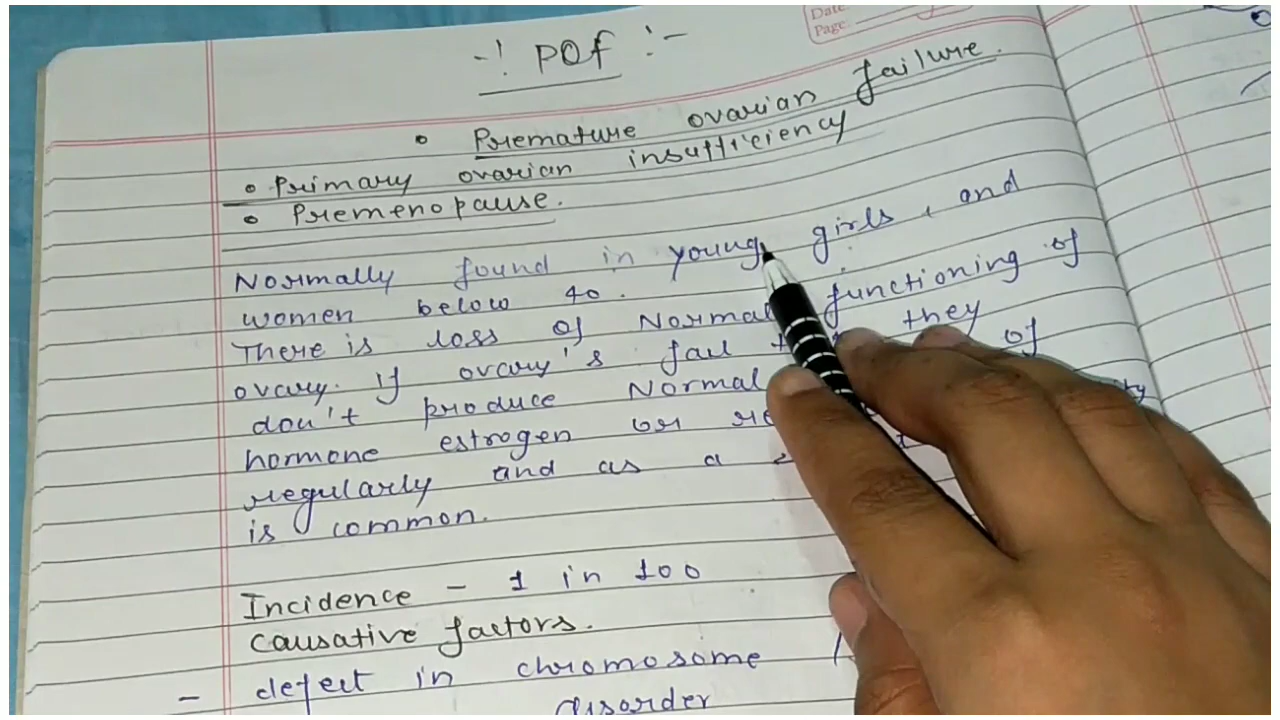 Date:
Page:
-! POF :-
• Premature ovarian failure.
• Primary ovarian insufficiency
• Premenopause.
Normally found in young girls, and
women below 40.
There is loss of Normal functioning of
ovary. if ovary's fail they
don't produce Normal of
hormone estrogen or
regularly and as a
is common.
Incidence - 1 in 100
Causative factors.
- defect in chromosome
disorder